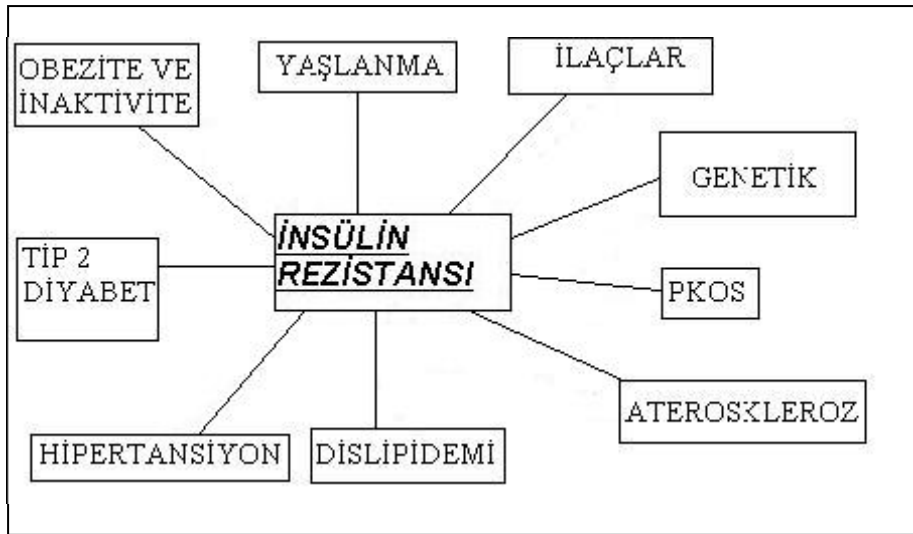 OBEZİTE VE
İNAKTİVİTE
YAŞLANMA
İLAÇLAR
GENETİK
İNSÜLİN
REZİSTANSI
TİP 2
DİYABET
PKOS
ATEROSKLEROZ
HİPERTANSİYON
DİSLİPİDEMİ